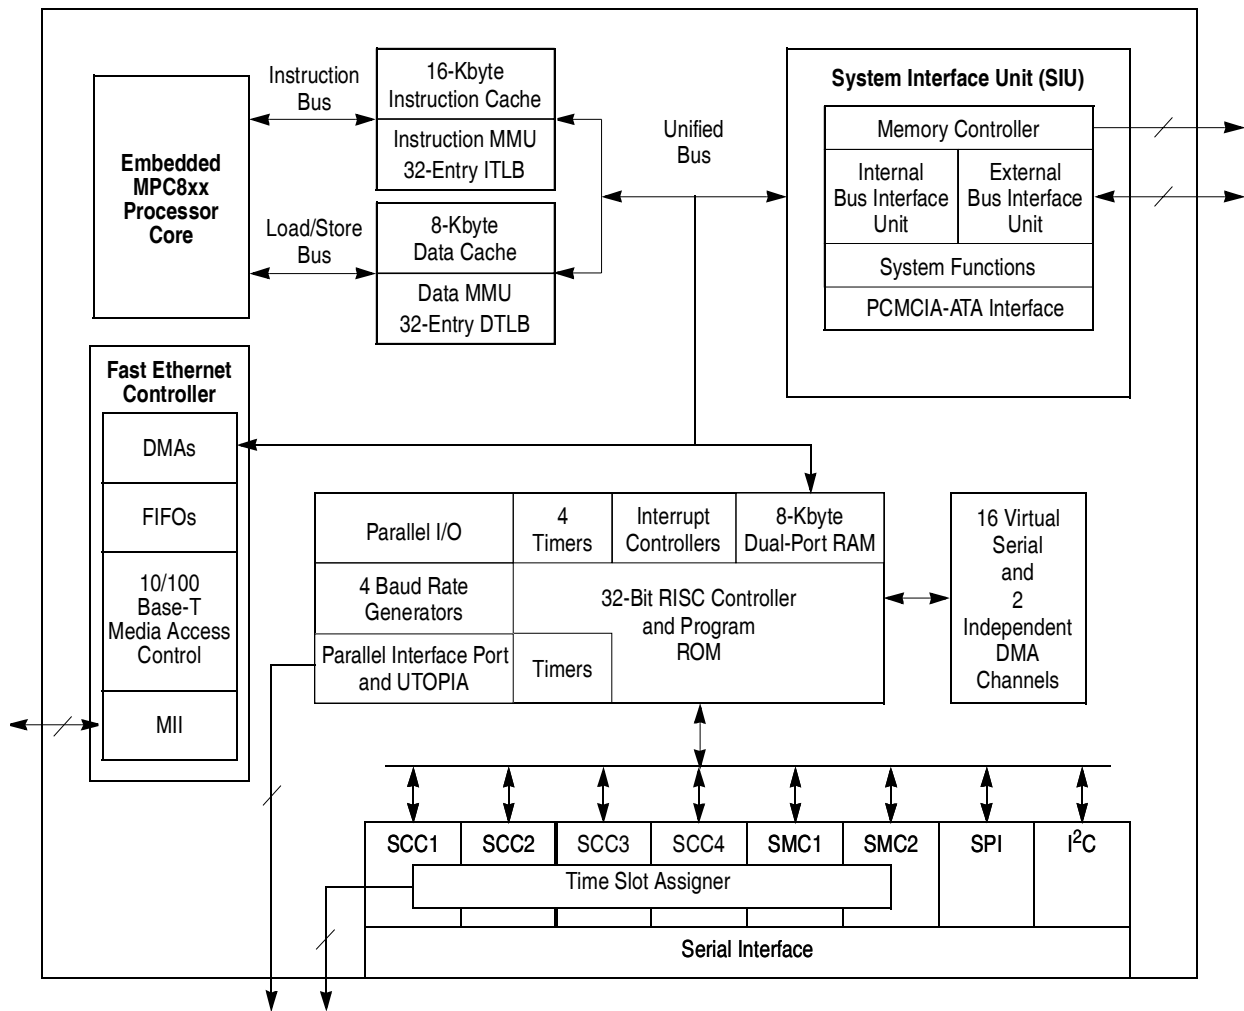 Instruction
Bus
16-Kbyte
Instruction Cache
Instruction MMU
32-Entry ITLB
Embedded
MPC8xx
Processor
Core
Load/Store
Bus
8-Kbyte
Data Cache
Data MMU
32-Entry DTLB
Unified
Bus
System Interface Unit (SIU)
Memory Controller
Internal
Bus Interface
Unit
External
Bus Interface
Unit
System Functions
PCMCIA-ATA Interface
Fast Ethernet
Controller
DMAs
FIFOs
10/100
Base-T
Media Access
Control
MII
Parallel I/O
4
Timers
Interrupt
Controllers
8-Kbyte
Dual-Port RAM
4 Baud Rate
Generators
32-Bit RISC Controller
and Program
ROM
Parallel Interface Port
and UTOPIA
Timers
16 Virtual
Serial
and
2
Independent
DMA
Channels
SCC1
SCC2
SCC3
SCC4
SMC1
SMC2
SPI
I²C
Time Slot Assigner
Serial Interface